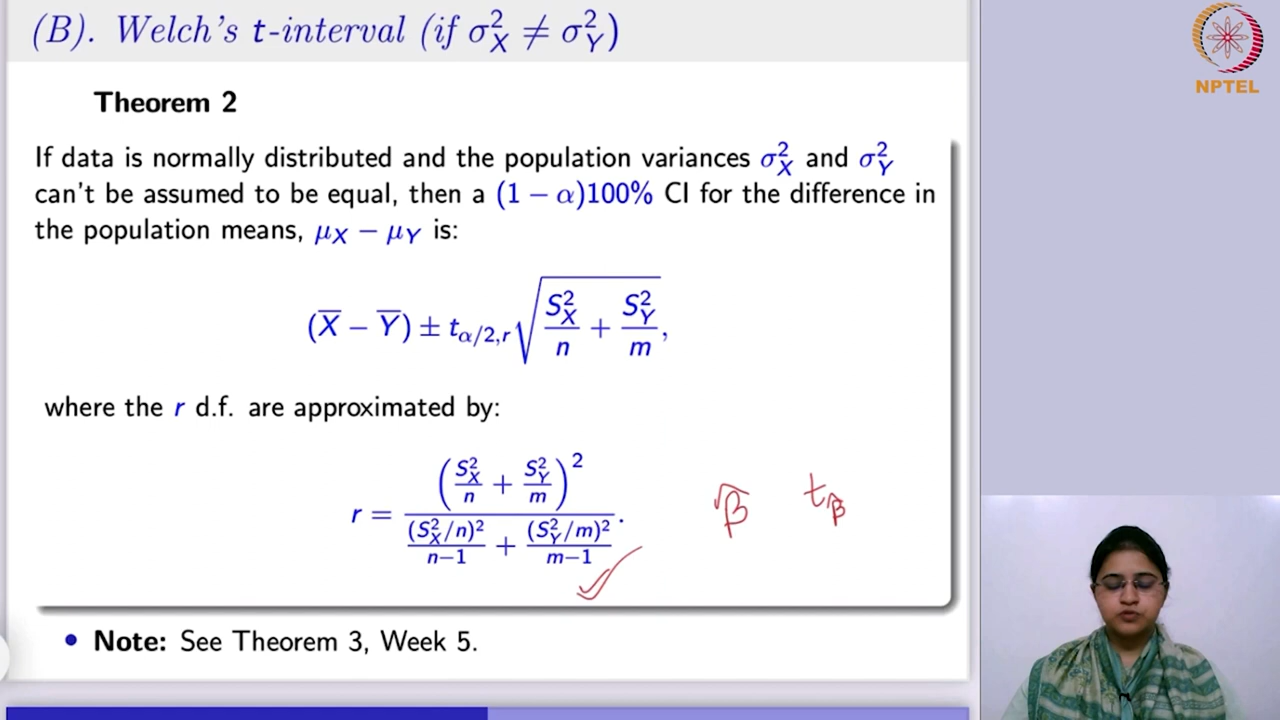 (B). Welch's t-interval (if σ²_X ≠ σ²_Y)
NPTEL
Theorem 2
If data is normally distributed and the population variances σ²_X and σ²_Y
can't be assumed to be equal, then a (1 − α)100% CI for the difference in
the population means, μ_X − μ_Y is:
(X̅ − Y̅) ± t_{α/2,r} √(S²_X/n + S²_Y/m),
where the r d.f. are approximated by:
r = (S²_X/n + S²_Y/m)² / ((S²_X/n)²/(n−1) + (S²_Y/m)²/(m−1)).
β̂ t_β̂
• Note: See Theorem 3, Week 5.